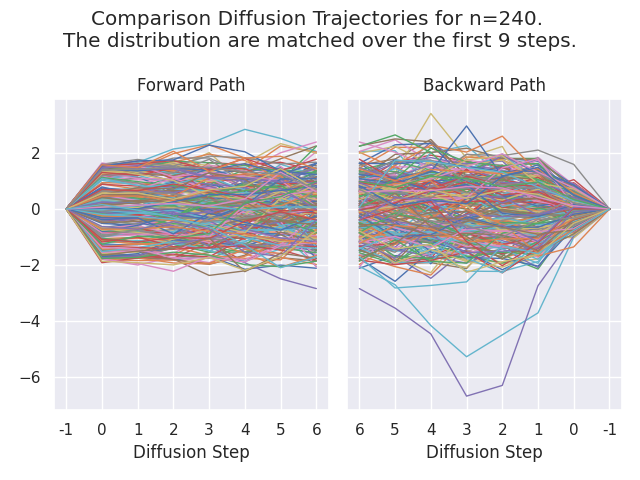 Comparison Diffusion Trajectories for n=240.
The distribution are matched over the first 9 steps.
Forward Path
Backward Path
2
0
−2
−4
−6
-1 0 1 2 3 4 5 6
6 5 4 3 2 1 0 -1
Diffusion Step
Diffusion Step